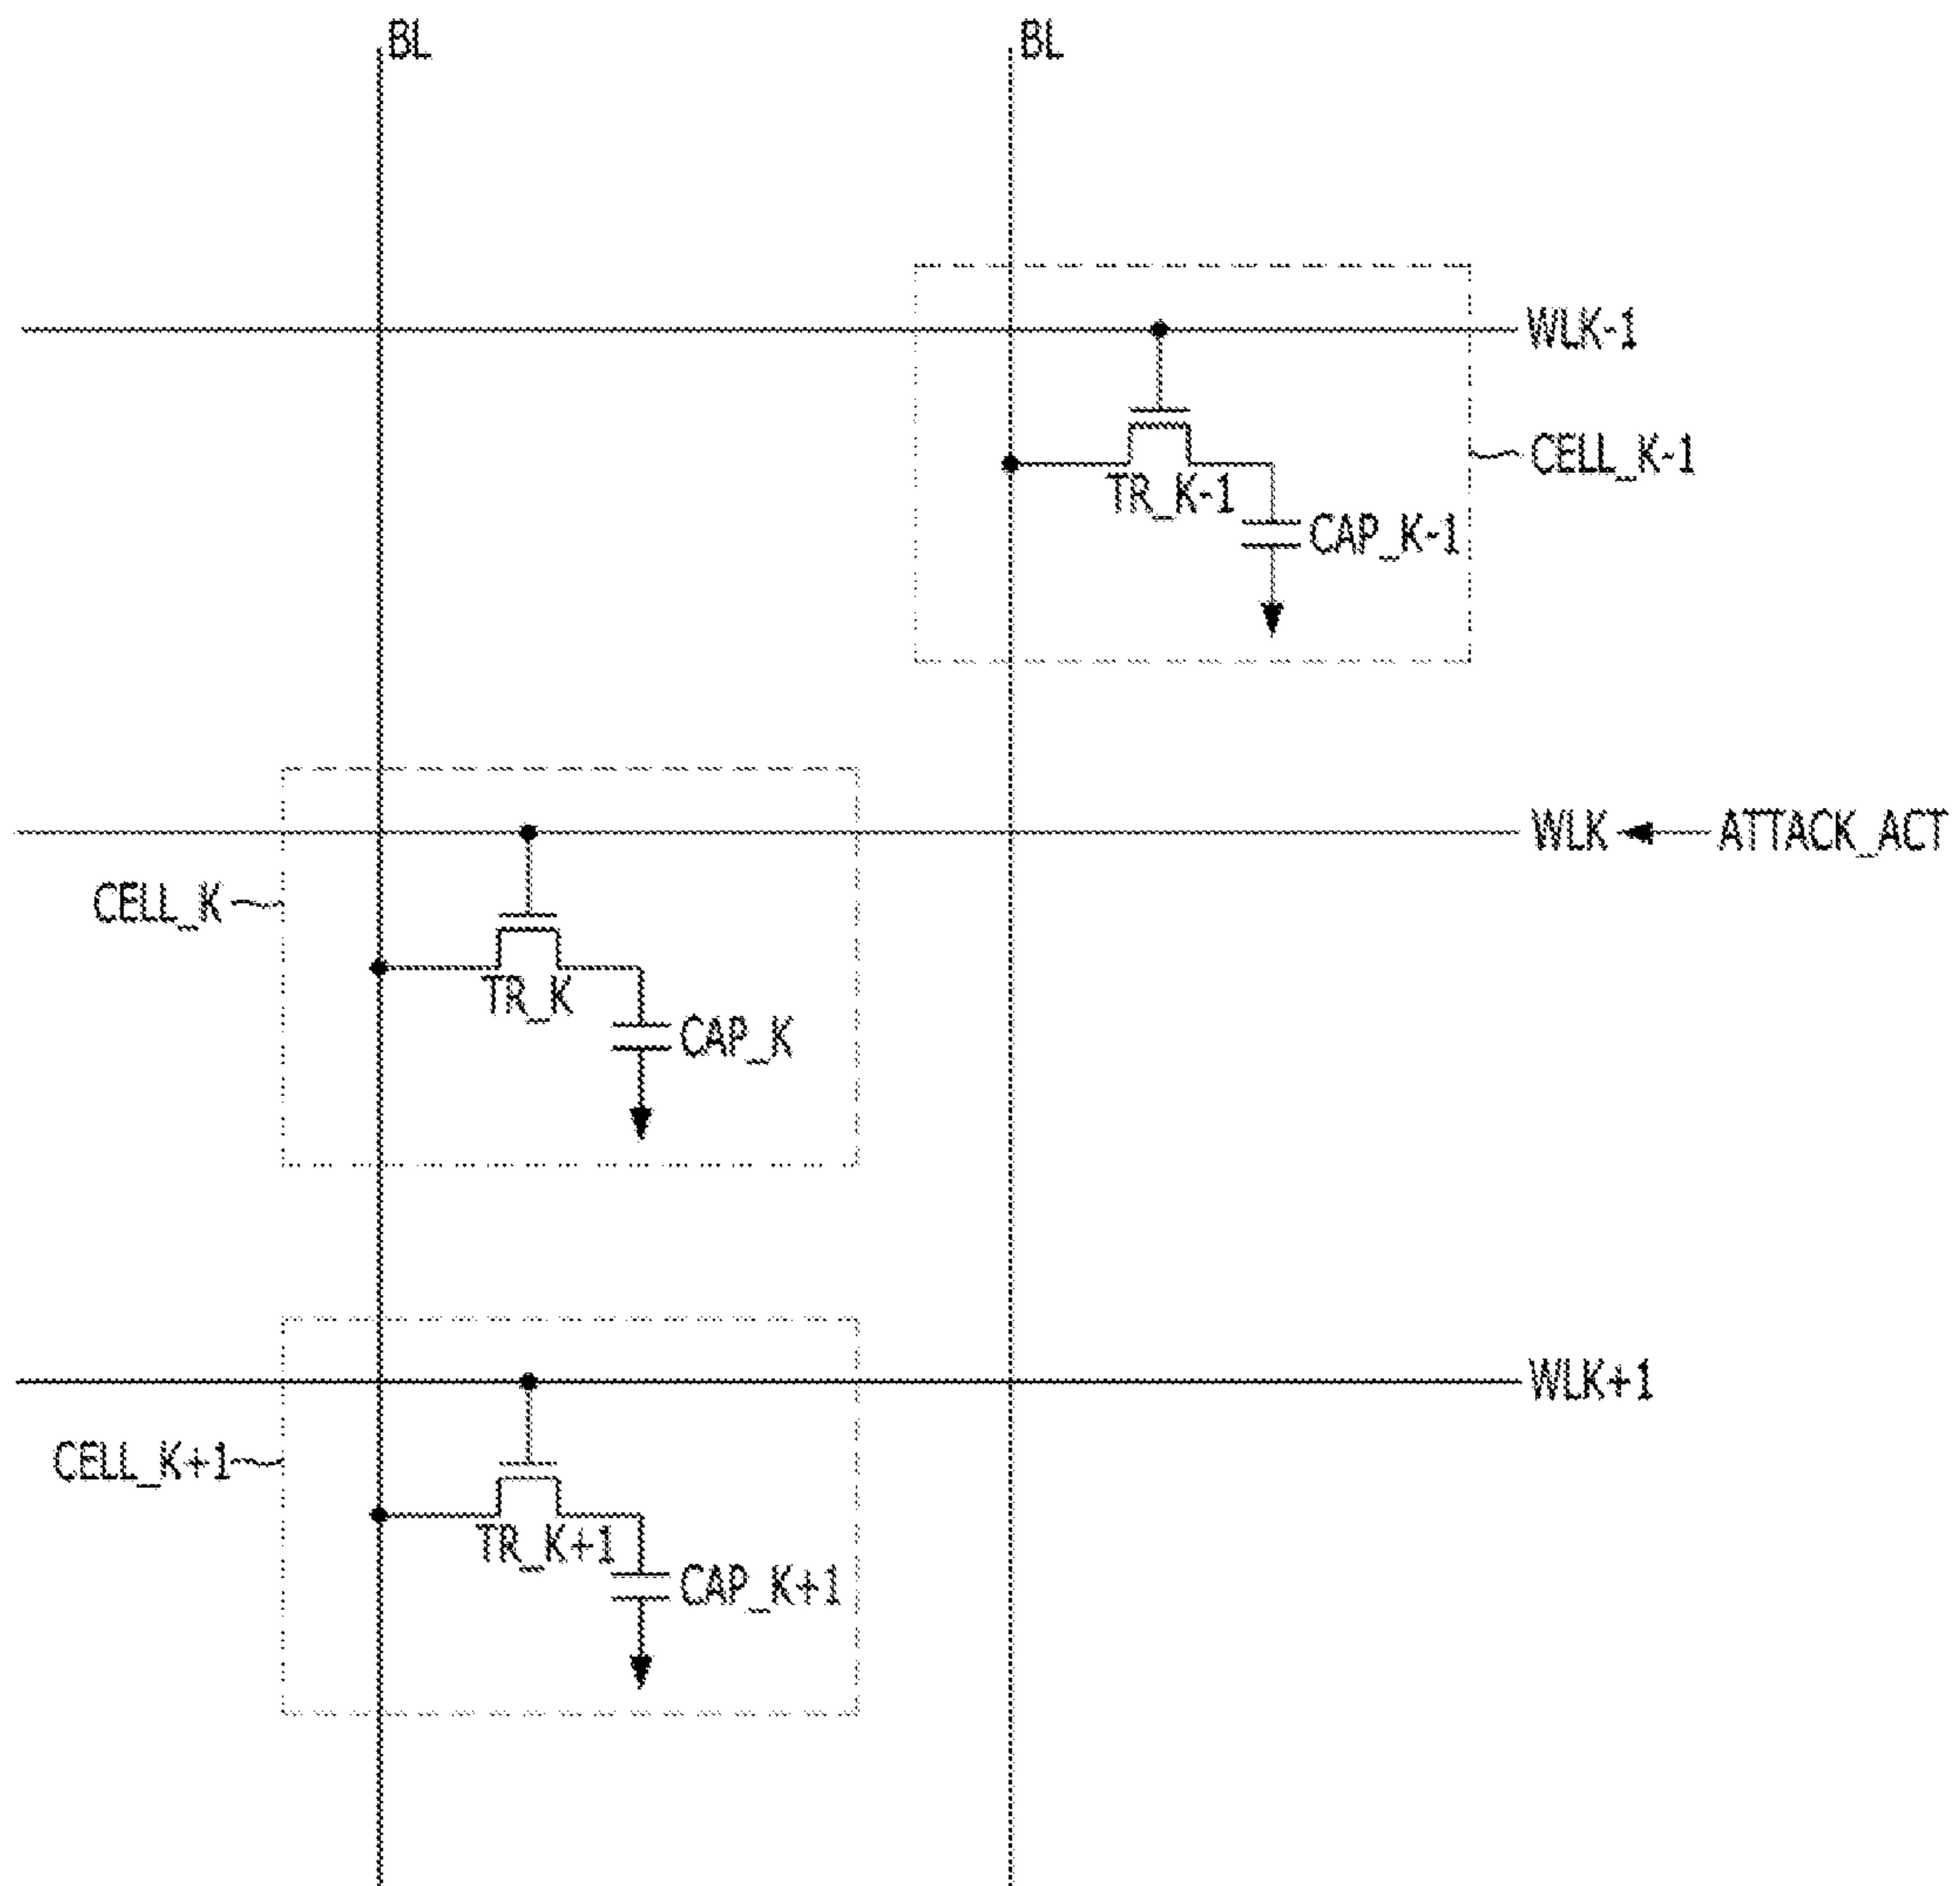 BL
BL
WLK-1
CELL_K-1
TR_K-1
CAP_K-1
WLK
ATTACK_ACT
CELL_K
TR_K
CAP_K
WLK+1
CELL_K+1
TR_K+1
CAP_K+1